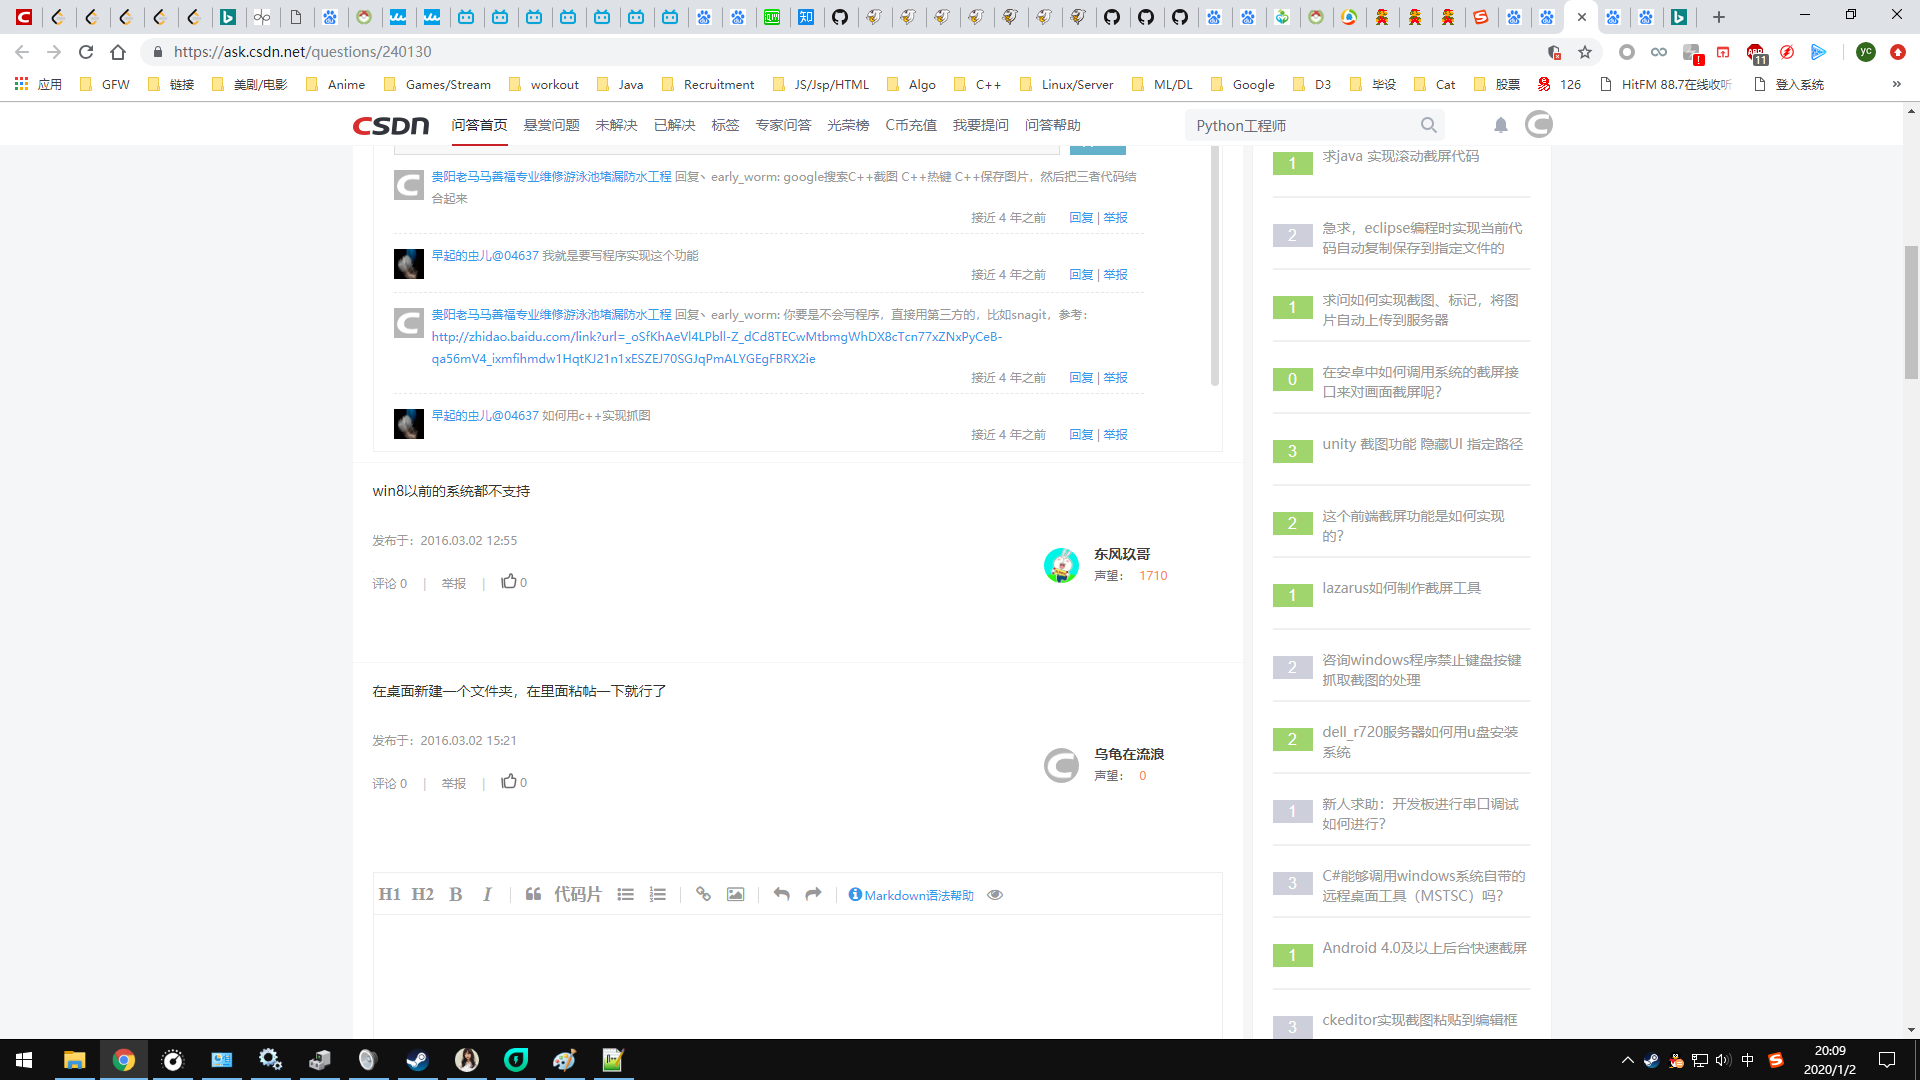 https://ask.csdn.net/questions/240130
应用 GFW 链接 美剧/电影 Anime Games/Stream workout Java Recruitment JS/Jsp/HTML Algo C++ Linux/Server ML/DL Google D3 毕设 Cat 股票 126 HitFM 88.7在线收听 登入系统 »
CSDN 问答首页 悬赏问题 未解决 已解决 标签 专家问答 光荣榜 C币充值 我要提问 问答帮助 Python工程师
贵阳老马马善福专业维修游泳池堵漏防水工程 回复丶early_worm: google搜索C++截图 C++热键 C++保存图片，然后把三者代码结
合起来
接近 4 年之前 回复 | 举报
早起的虫儿@04637 我就是要写程序实现这个功能
接近 4 年之前 回复 | 举报
贵阳老马马善福专业维修游泳池堵漏防水工程 回复丶early_worm: 你要是不会写程序，直接用第三方的，比如snagit，参考：
http://zhidao.baidu.com/link?url=_oSfKhAeVl4LPbll-Z_dCd8TECwMtbmgWhDX8cTcn77xZNxPyCeB-
qa56mV4_ixmfihmdw1HqtKJ21n1xESZEJ70SGJqPmALYGEgFBRX2ie
接近 4 年之前 回复 | 举报
早起的虫儿@04637 如何用c++实现抓图
接近 4 年之前 回复 | 举报
win8以前的系统都不支持
发布于：2016.03.02 12:55
东风玖哥
声望： 1710
评论 0 | 举报 | 0
在桌面新建一个文件夹，在里面粘帖一下就行了
发布于：2016.03.02 15:21
乌龟在流浪
声望： 0
评论 0 | 举报 | 0
H1 H2 B I 代码片 Markdown语法帮助
1 求java 实现滚动截屏代码
2 急求，eclipse编程时实现当前代
码自动复制保存到指定文件的
1 求问如何实现截图、标记，将图
片自动上传到服务器
0 在安卓中如何调用系统的截屏接
口来对画面截屏呢？
3 unity 截图功能 隐藏UI 指定路径
2 这个前端截屏功能是如何实现
的？
1 lazarus如何制作截屏工具
2 咨询windows程序禁止键盘按键
抓取截图的处理
2 dell_r720服务器如何用u盘安装
系统
1 新人求助：开发板进行串口调试
如何进行？
3 C#能够调用windows系统自带的
远程桌面工具（MSTSC）吗？
1 Android 4.0及以上后台快速截屏
3 ckeditor实现截图粘贴到编辑框
中
20:09
2020/1/2